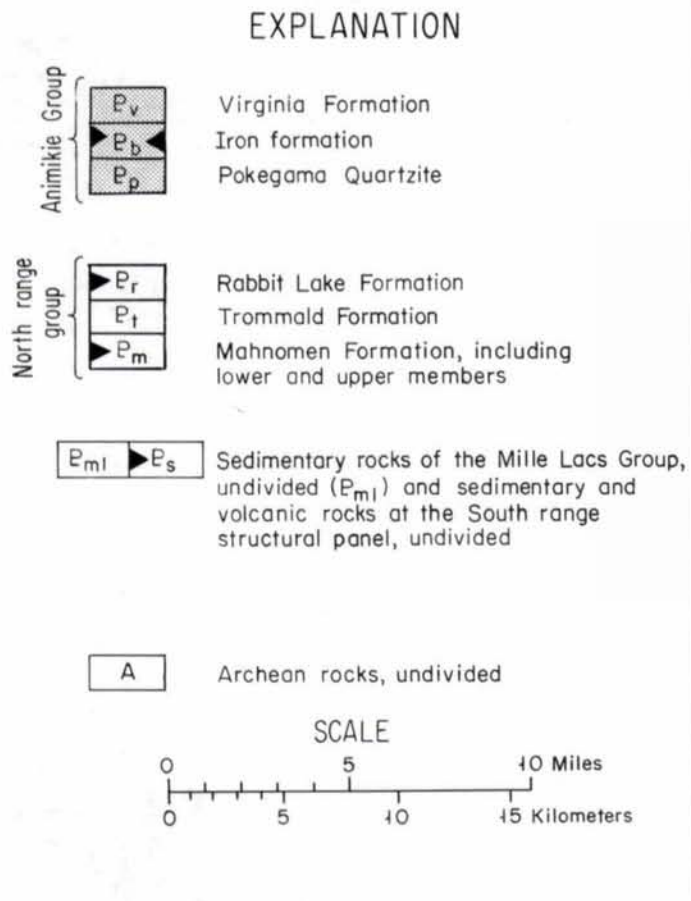 EXPLANATION
Animikie Group
Pv Virginia Formation
Pb Iron formation
Pp Pokegama Quartzite
North range
group
Pr Rabbit Lake Formation
Pt Trommald Formation
Pm Mahnomen Formation, including
lower and upper members
Pml Ps Sedimentary rocks of the Mille Lacs Group,
undivided (Pml) and sedimentary and
volcanic rocks at the South range
structural panel, undivided
A Archean rocks, undivided
SCALE
0 5 10 Miles
0 5 10 15 Kilometers